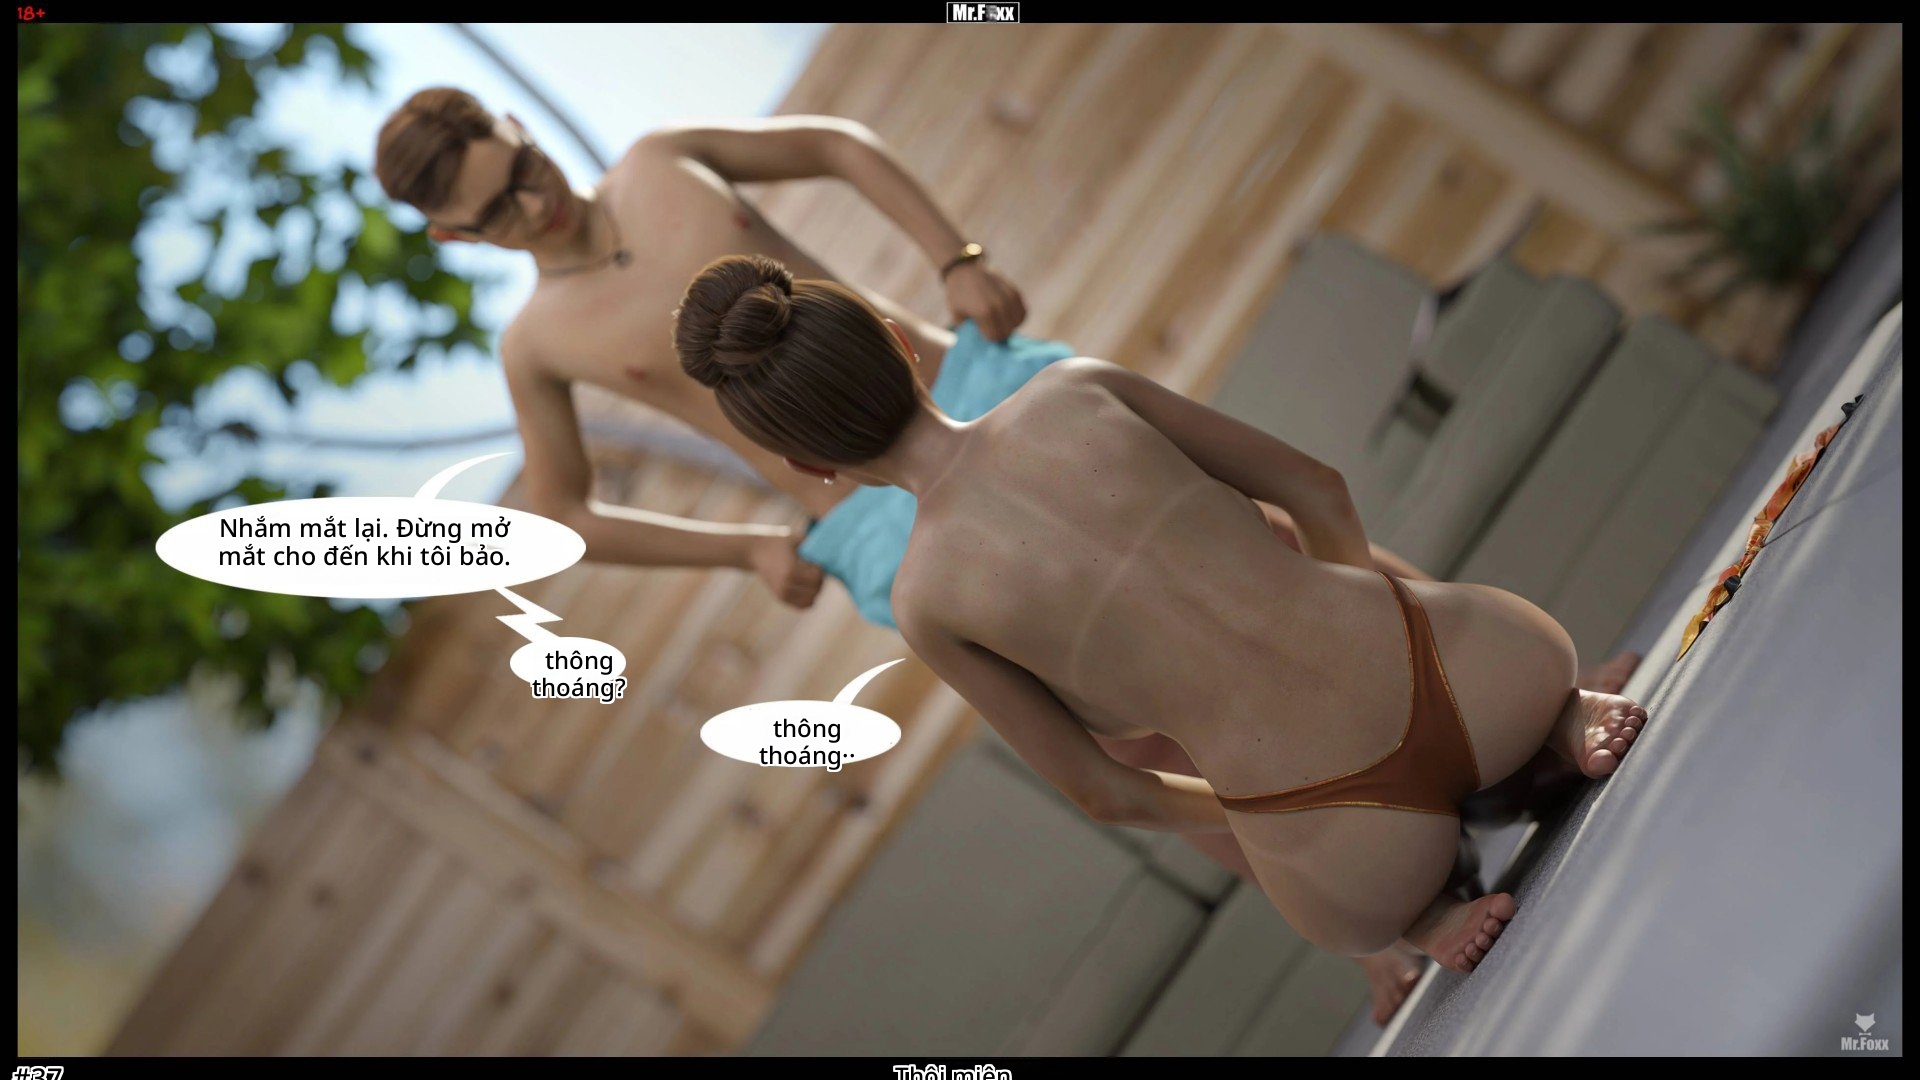 18+
Mr.Foxx
Nhắm mắt lại. Đừng mở
mắt cho đến khi tôi bảo.
thông
thoáng?
thông
thoáng··
Mr.Foxx
#37
Thôi miên